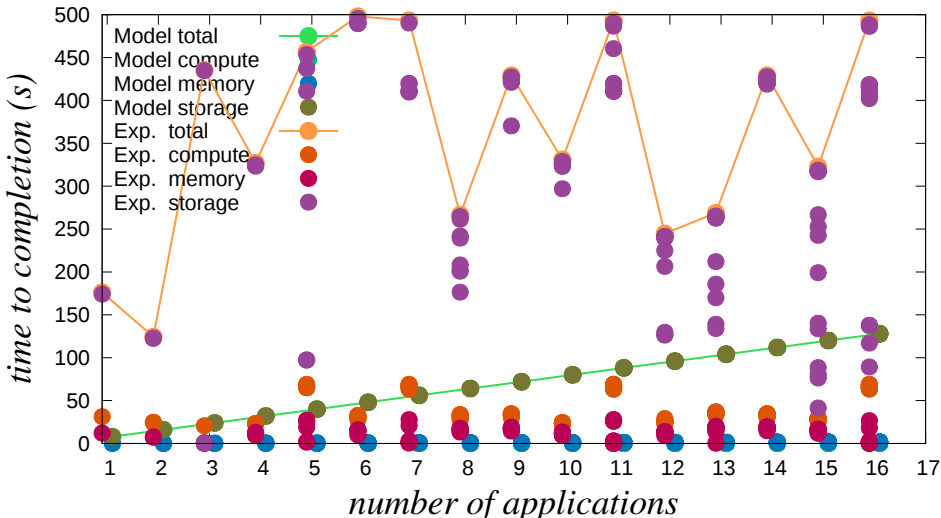 500
450
400
350
300
250
200
150
100
50
0
time to completion (s)
Model total
Model compute
Model memory
Model storage
Exp. total
Exp. compute
Exp. memory
Exp. storage
1 2 3 4 5 6 7 8 9 10 11 12 13 14 15 16 17
number of applications